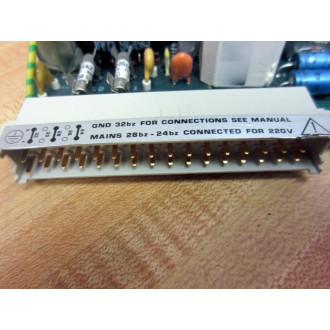 GND 32bz FOR CONNECTIONS SEE MANUAL
MAINS 28bz - 24bz CONNECTED FOR 220V